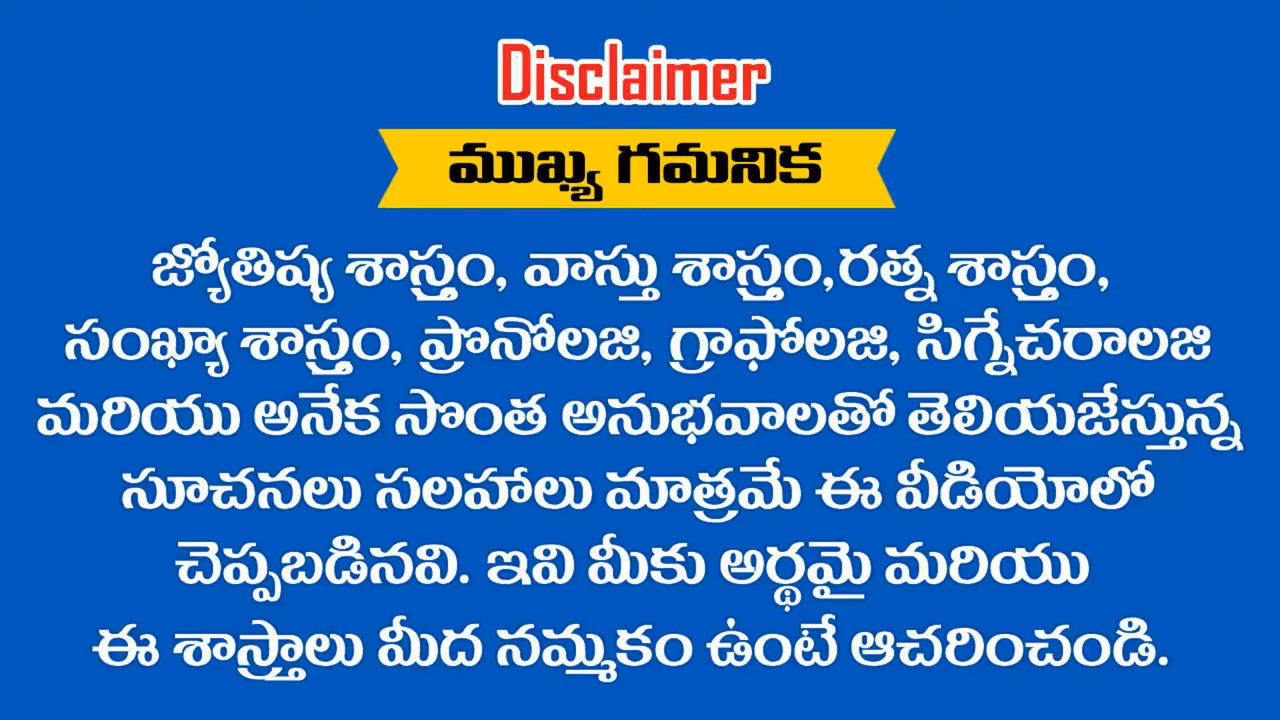 Disclaimer
ముఖ్య గమనిక
జ్యోతిష్య శాస్త్రం, వాస్తు శాస్త్రం,రత్న శాస్త్రం,
సంఖ్యా శాస్త్రం, ప్రొనోలజి, గ్రాఫోలజి, సిగ్నేచరాలజి
మరియు అనేక సొంత అనుభవాలతో తెలియజేస్తున్న
సూచనలు సలహాలు మాత్రమే ఈ వీడియోలో
చెప్పబడినవి. ఇవి మీకు అర్థమై మరియు
ఈ శాస్త్రాలు మీద నమ్మకం ఉంటే ఆచరించండి.